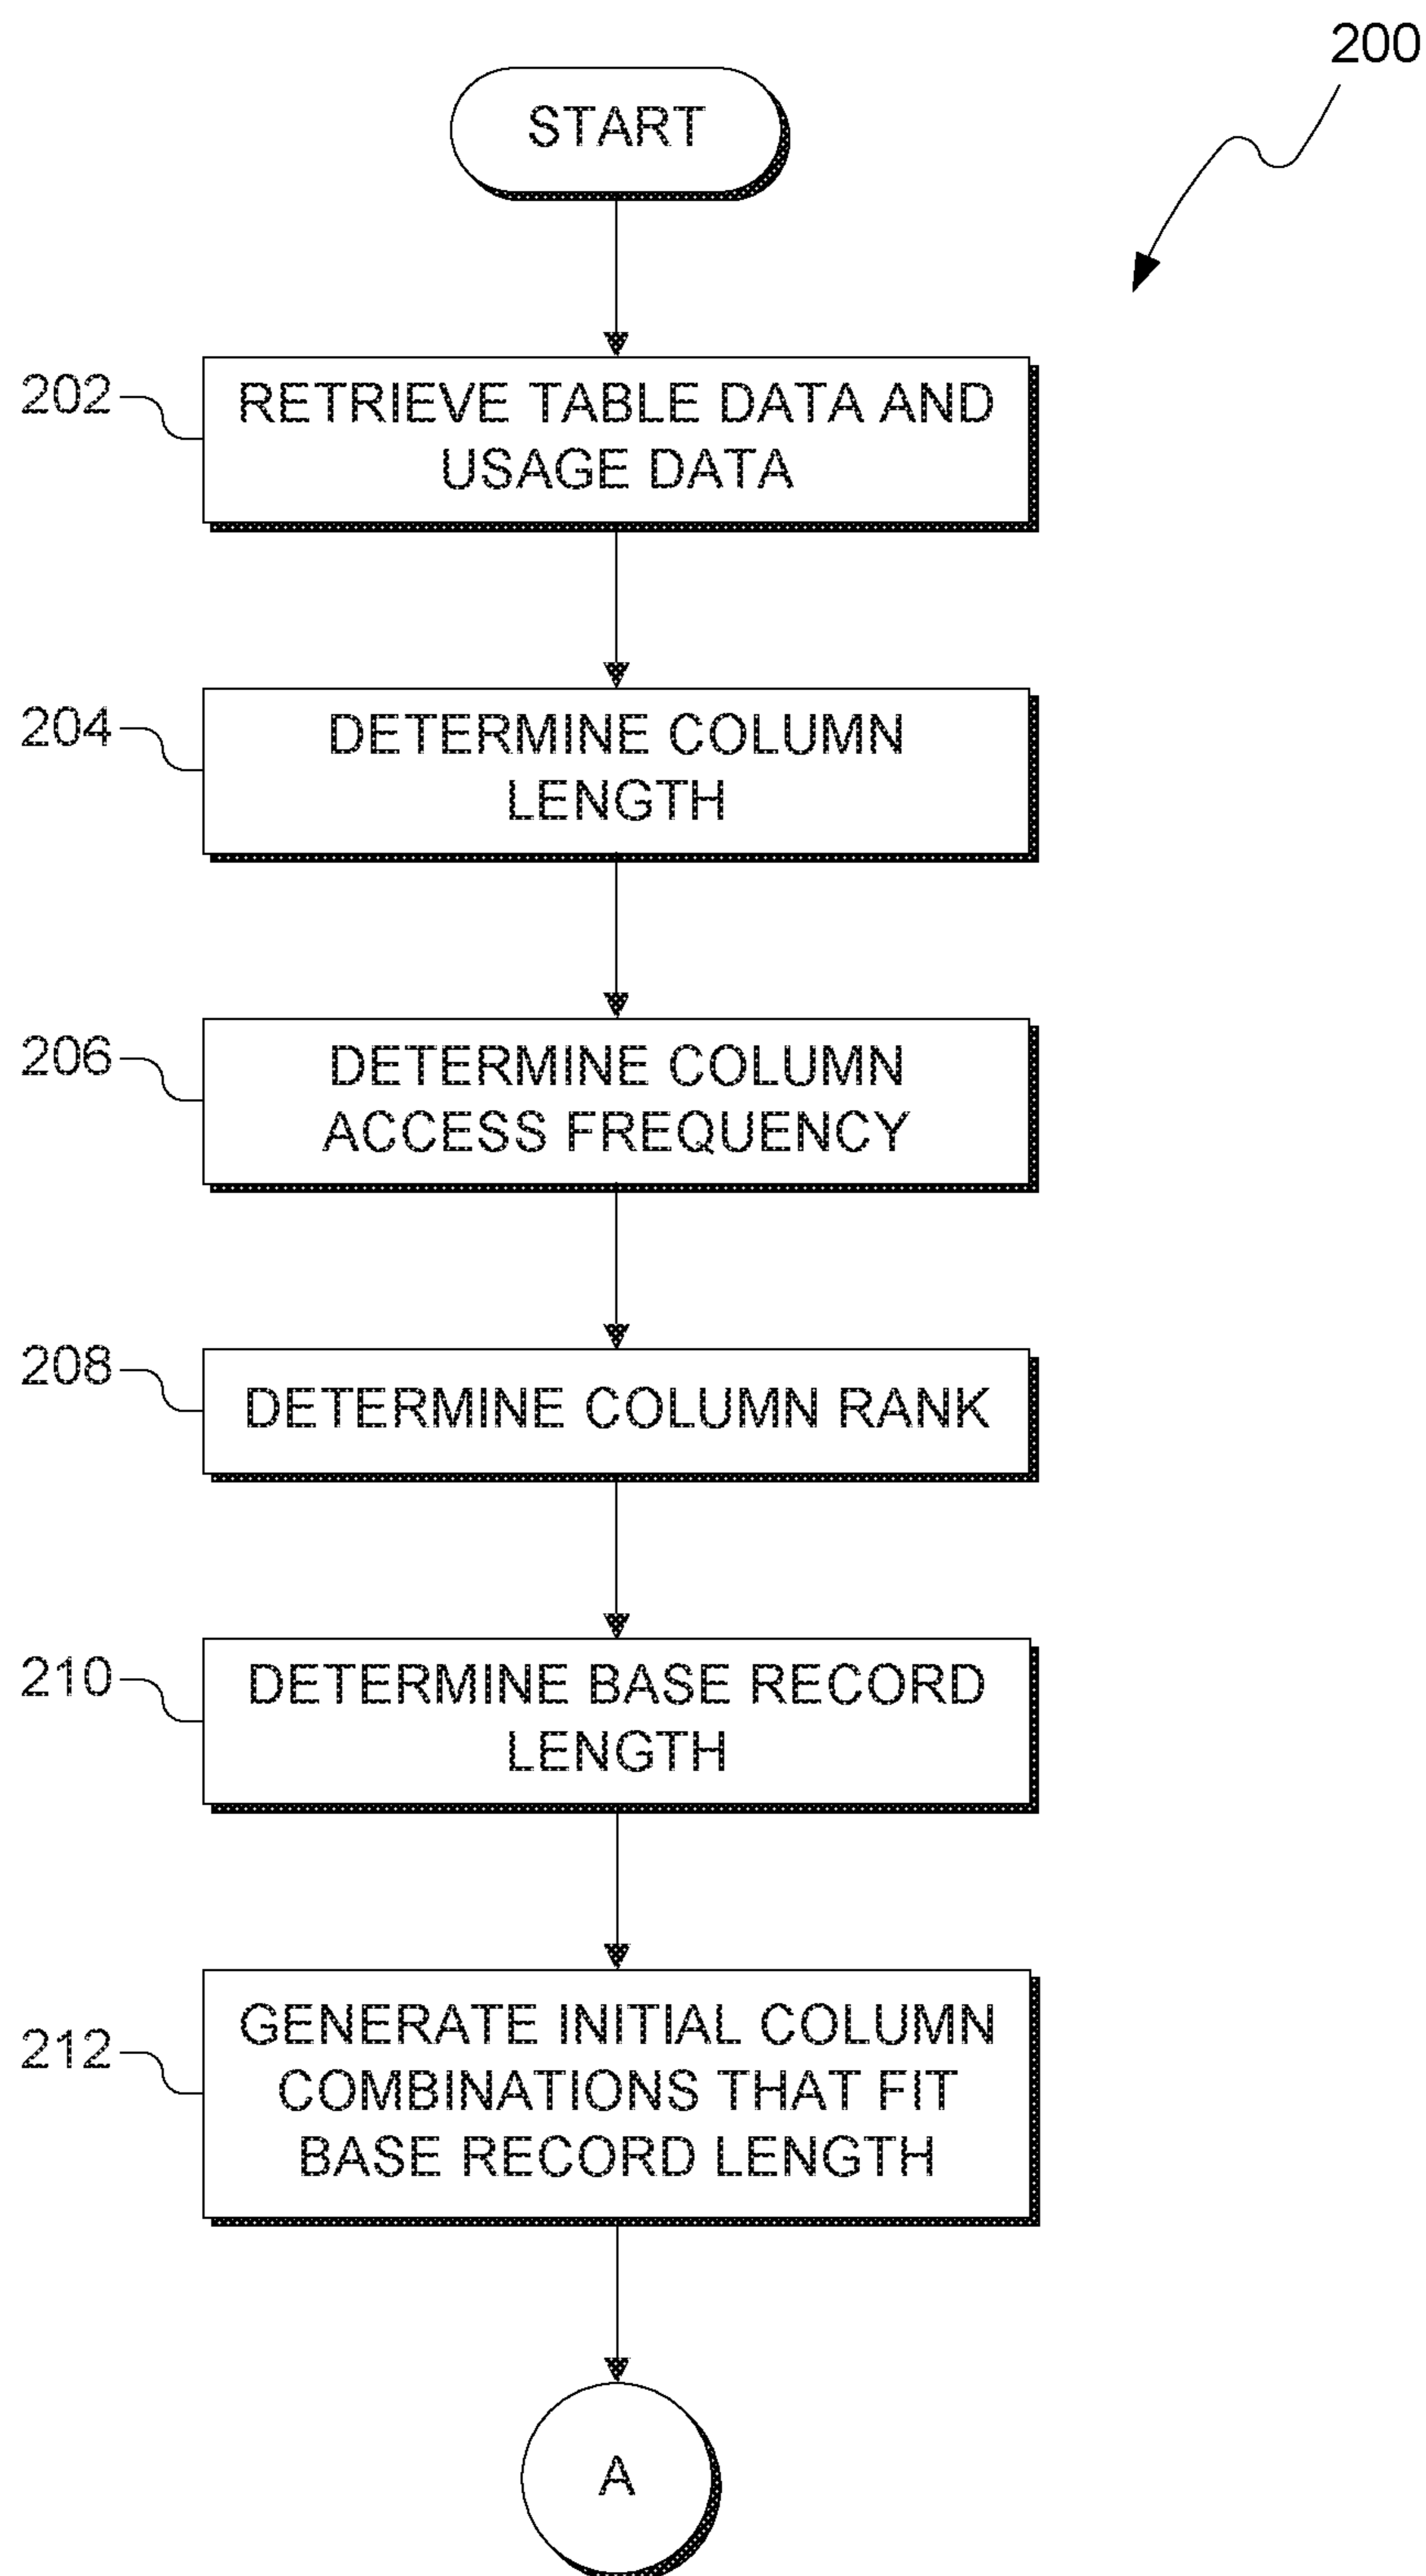 200
START
202
RETRIEVE TABLE DATA AND
USAGE DATA
204
DETERMINE COLUMN
LENGTH
206
DETERMINE COLUMN
ACCESS FREQUENCY
208
DETERMINE COLUMN RANK
210
DETERMINE BASE RECORD
LENGTH
212
GENERATE INITIAL COLUMN
COMBINATIONS THAT FIT
BASE RECORD LENGTH
A